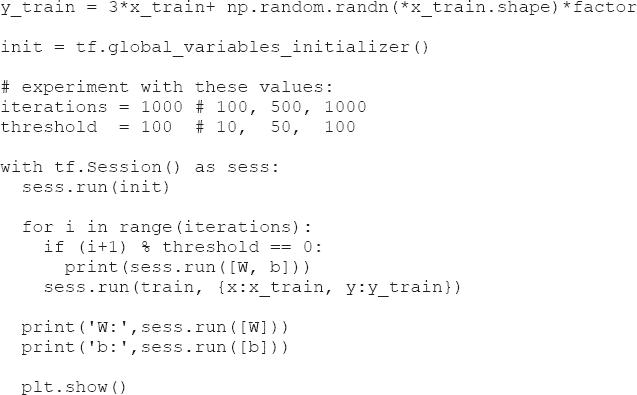 y_train = 3*x_train+ np.random.randn(*x_train.shape)*factor
init = tf.global_variables_initializer()
# experiment with these values:
iterations = 1000 # 100, 500, 1000
threshold  = 100  # 10,  50,  100
with tf.Session() as sess:
  sess.run(init)
  for i in range(iterations):
    if (i+1) % threshold == 0:
      print(sess.run([W, b]))
    sess.run(train, {x:x_train, y:y_train})
  print('W:',sess.run([W]))
  print('b:',sess.run([b]))
  plt.show()